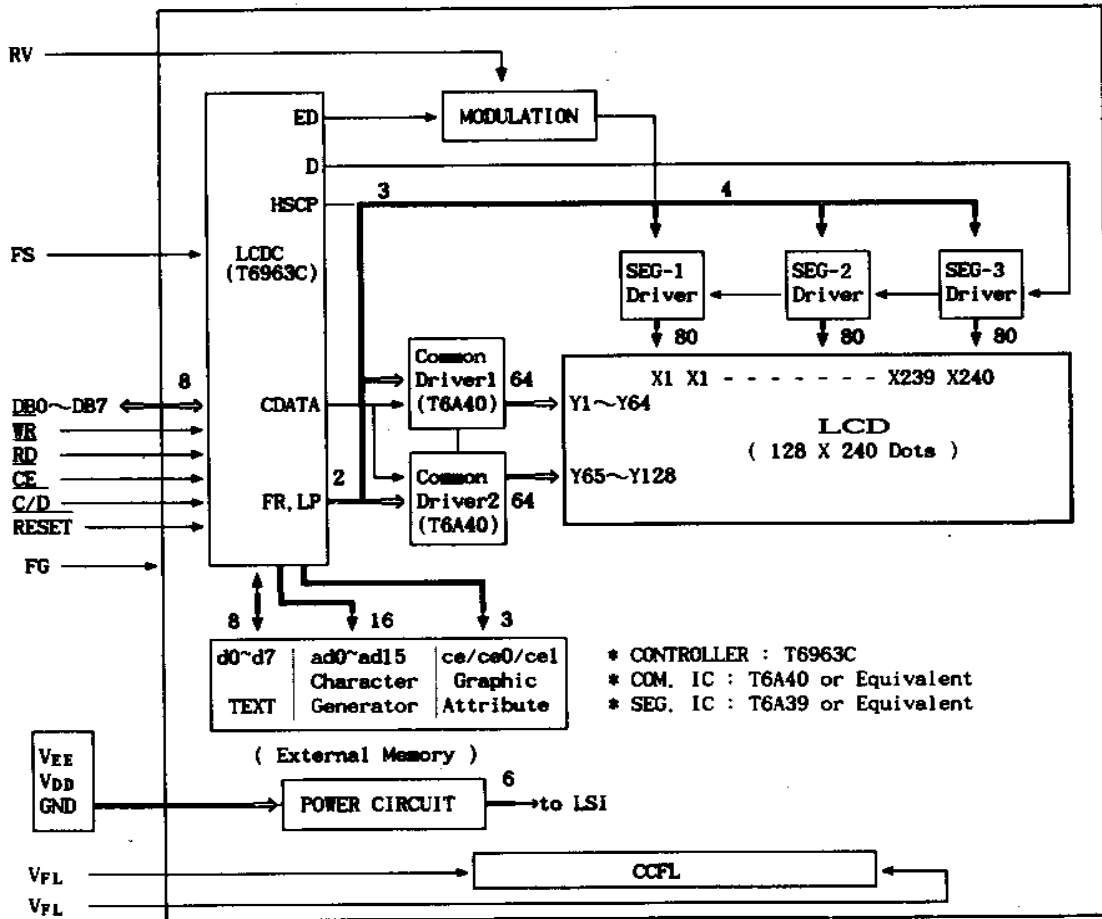 RV
ED
MODULATION
D
HSCP
3
4
FS
LCDC
(T6963C)
SEG-1
Driver
SEG-2
Driver
SEG-3
Driver
80
80
80
Common
Driver1
(T6A40)
64
X1 X1 - - - - - - - X239 X240
8
DB0~DB7
CDATA
Y1~Y64
LCD
( 128 X 240 Dots )
WR
RD
CE
C/D
RESET
2
FR, LP
Common
Driver2
(T6A40)
64
Y65~Y128
FG
8
16
3
d0~d7
TEXT
ad0~ad15
Character
Generator
ce/ce0/ce1
Graphic
Attribute
( External Memory )
* CONTROLLER : T6963C
* COM. IC : T6A40 or Equivalent
* SEG. IC : T6A39 or Equivalent
VEE
VDD
GND
POWER CIRCUIT
6
to LSI
VFL
CCFL
VFL